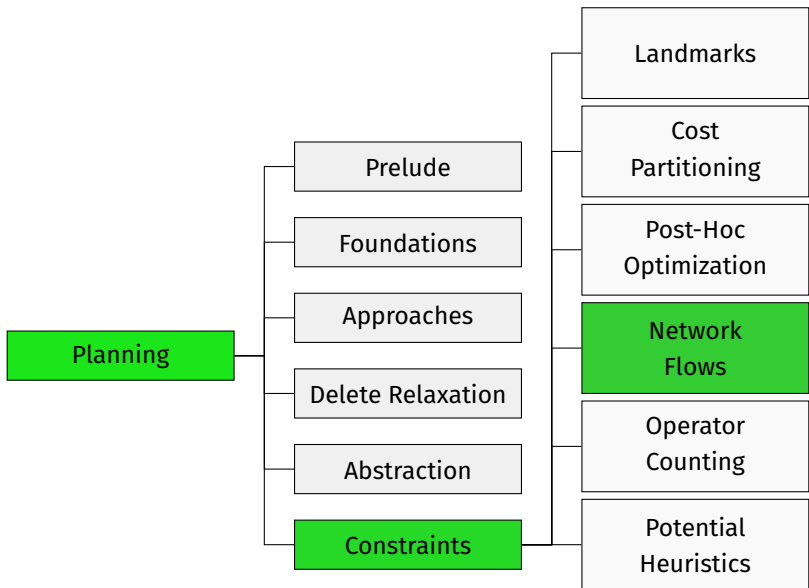 Planning
Prelude
Foundations
Approaches
Delete Relaxation
Abstraction
Constraints
Landmarks
Cost
Partitioning
Post-Hoc
Optimization
Network
Flows
Operator
Counting
Potential
Heuristics